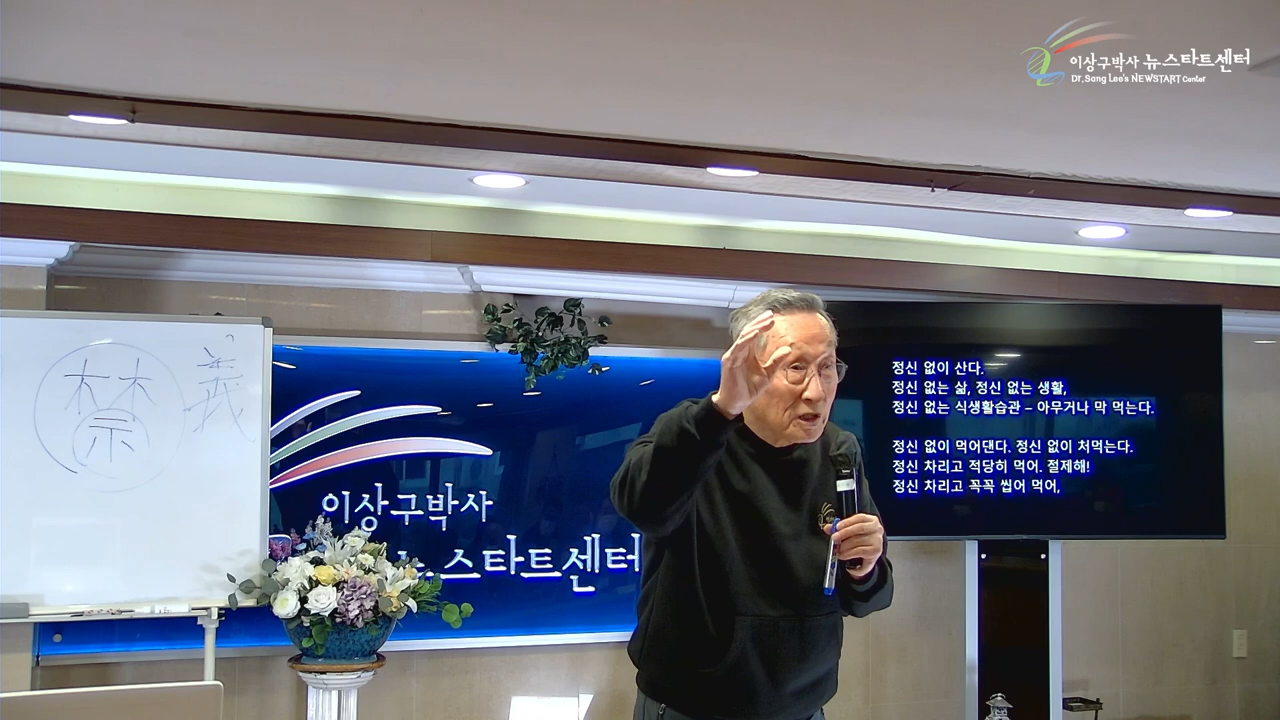 이상구박사 뉴스타트센터
Dr.Sang Lee's NEWSTART Center
禁
義
이상구박사
뉴스타트센터
정신 없이 산다.
정신 없는 삶, 정신 없는 생활,
정신 없는 식생활습관 – 아무거나 막 먹는다.
정신 없이 먹어댄다. 정신 없이 처먹는다.
정신 차리고 적당히 먹어. 절제해!
정신 차리고 꼭꼭 씹어 먹어,